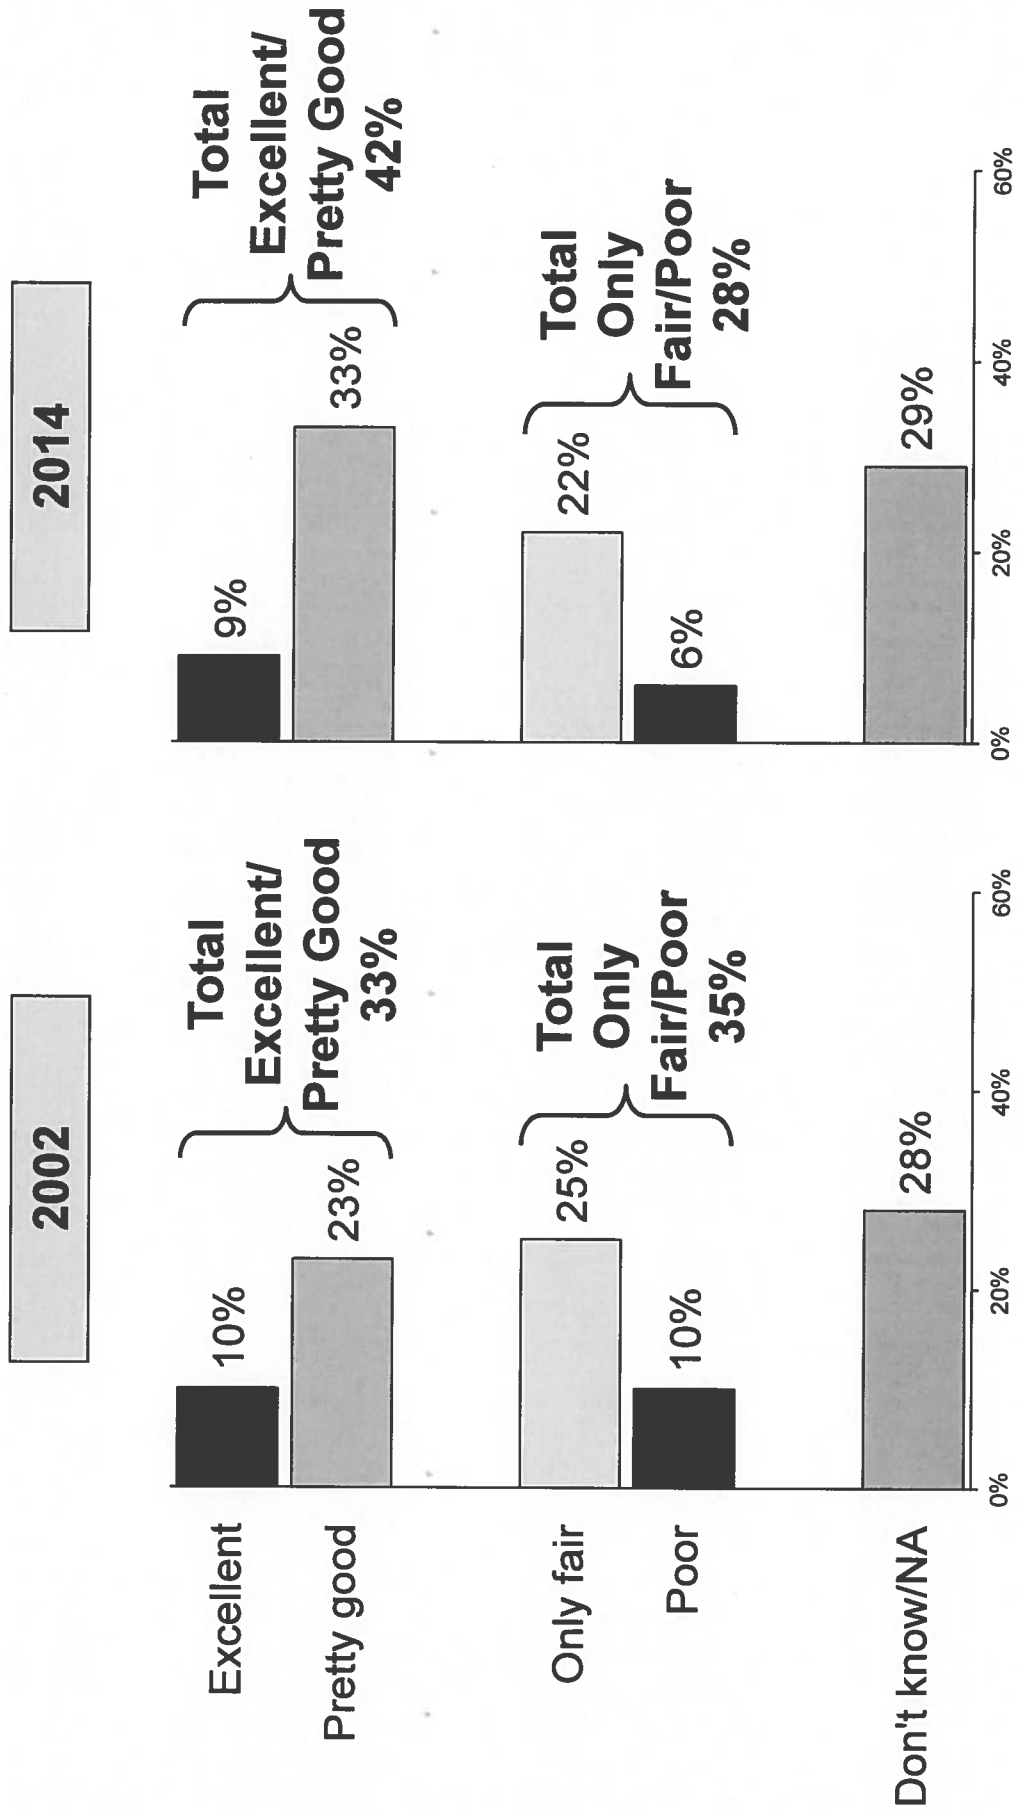 2002
2014
Excellent
10%
9%
Pretty good
23%
33%
Total
Excellent/
Pretty Good
33%
Total
Excellent/
Pretty Good
42%
Only fair
25%
22%
Poor
10%
6%
Total
Only
Fair/Poor
35%
Total
Only
Fair/Poor
28%
Don't know/NA
28%
29%
0%
20%
40%
60%
0%
20%
40%
60%